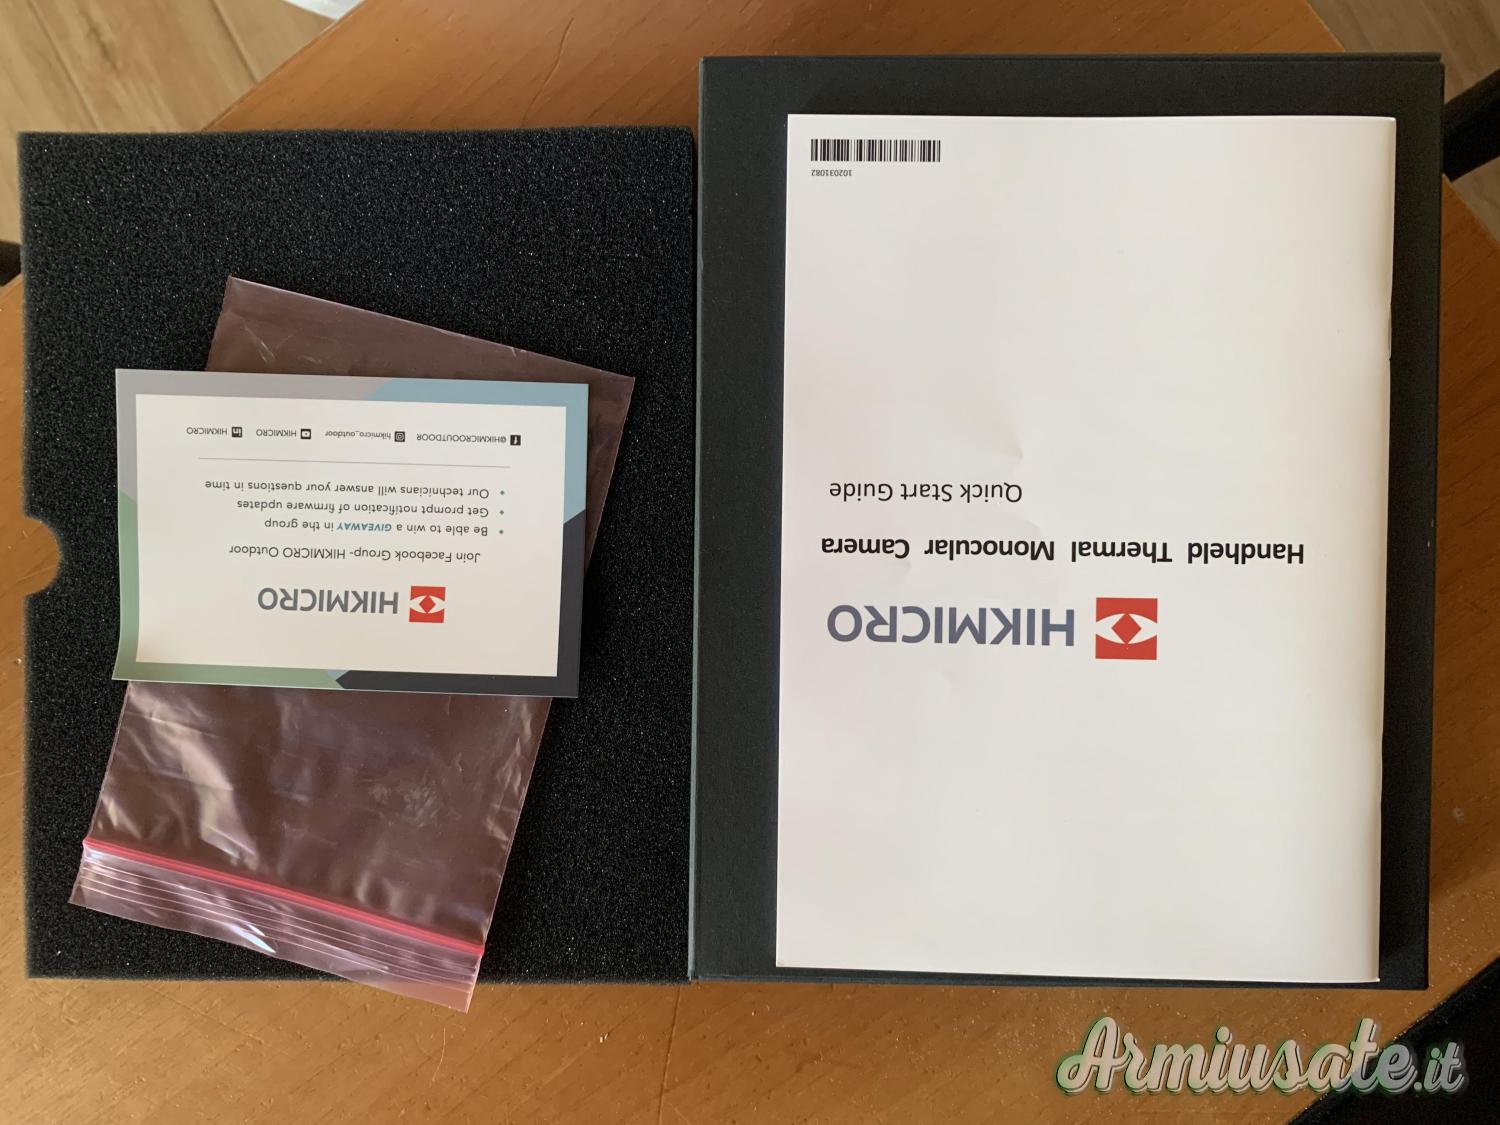 HIKMICRO
Handheld Thermal Monocular Camera
Quick Start Guide
102031082
HIKMICRO
Join Facebook Group- HIKMICRO Outdoor
• Be able to win a GIVEAWAY in the group
• Get prompt notification of firmware updates
• Our technicians will answer your questions in time
@HIKMICROOUTDOOR hikmicro_outdoor HIKMICRO HIKMICRO
Armiusate.it